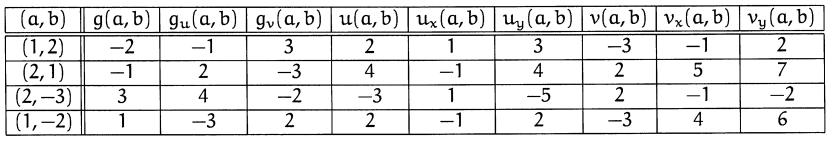 (a, b) g(a, b) g_u(a, b) g_v(a, b) u(a, b) u_x(a, b) u_y(a, b) v(a, b) v_x(a, b) v_y(a, b)
(1, 2) −2 −1 3 2 1 3 −3 −1 2
(2, 1) −1 2 −3 4 −1 4 2 5 7
(2, −3) 3 4 −2 −3 1 −5 2 −1 −2
(1, −2) 1 −3 2 2 −1 2 −3 4 6